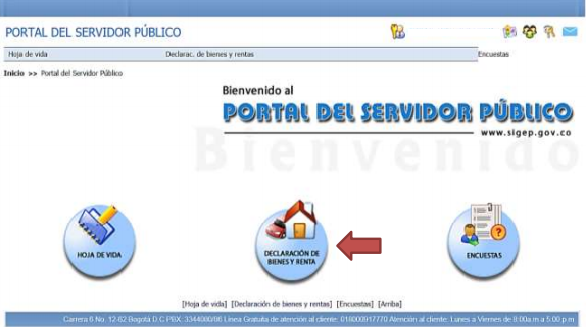 PORTAL DEL SERVIDOR PÚBLICO
Hoja de vida Declarac. de bienes y rentas Encuestas
Inicio >> Portal del Servidor Público
Bienvenido al
PORTAL DEL SERVIDOR PÚBLICO
www.sigep.gov.co
Bienvenido
HOJA DE VIDA
DECLARACIÓN DE
BIENES Y RENTA
ENCUESTAS
[Hoja de vida] [Declaración de bienes y rentas] [Encuestas] [Arriba]
Carrera 6 No. 12-62 Bogotá D.C PBX: Línea Gratuita de atención al cliente: 018000917770 Atención al cliente: Lunes a Viernes de 8:00a.m a 5:00 p.m